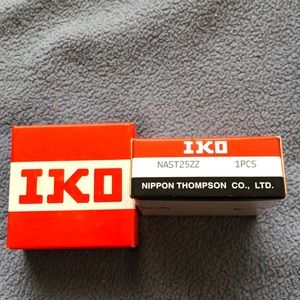 IKO
IKO
NAST25ZZ 1PCS
NIPPON THOMPSON CO., LTD.